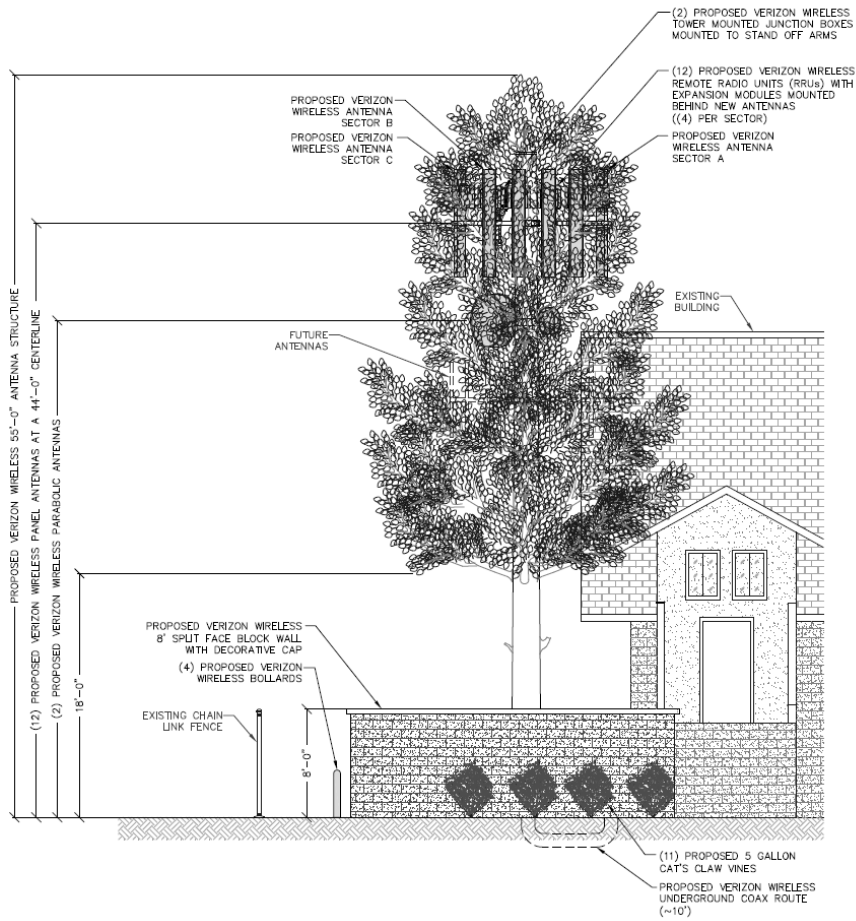 (2) PROPOSED VERIZON WIRELESS
TOWER MOUNTED JUNCTION BOXES
MOUNTED TO STAND OFF ARMS
(12) PROPOSED VERIZON WIRELESS
REMOTE RADIO UNITS (RRUs) WITH
EXPANSION MODULES MOUNTED
BEHIND NEW ANTENNAS
((4) PER SECTOR)
PROPOSED VERIZON
WIRELESS ANTENNA
SECTOR B
PROPOSED VERIZON
WIRELESS ANTENNA
SECTOR C
PROPOSED VERIZON
WIRELESS ANTENNA
SECTOR A
EXISTING
BUILDING
FUTURE
ANTENNAS
PROPOSED VERIZON WIRELESS 55'-0" ANTENNA STRUCTURE
(12) PROPOSED VERIZON WIRELESS PANEL ANTENNAS AT A 44'-0" CENTERLINE
(2) PROPOSED VERIZON WIRELESS PARABOLIC ANTENNAS
18'-0"
PROPOSED VERIZON WIRELESS
8' SPLIT FACE BLOCK WALL
WITH DECORATIVE CAP
(4) PROPOSED VERIZON
WIRELESS BOLLARDS
EXISTING CHAIN
LINK FENCE
8'-0"
(11) PROPOSED 5 GALLON
CAT'S CLAW VINES
PROPOSED VERIZON WIRELESS
UNDERGROUND COAX ROUTE
(~10')